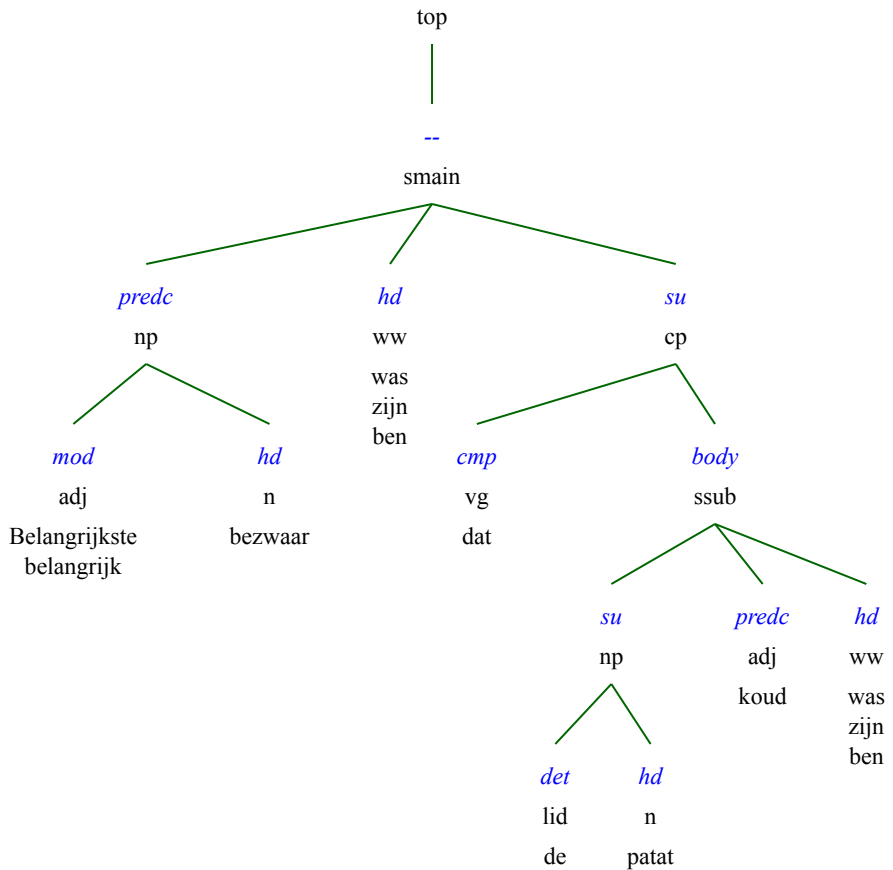 top
--
smain
predc hd su
np ww cp
was
zijn
ben
mod hd cmp body
adj n vg ssub
Belangrijkste bezwaar dat
belangrijk
su predc hd
np adj ww
koud was
zijn
ben
det hd
lid n
de patat